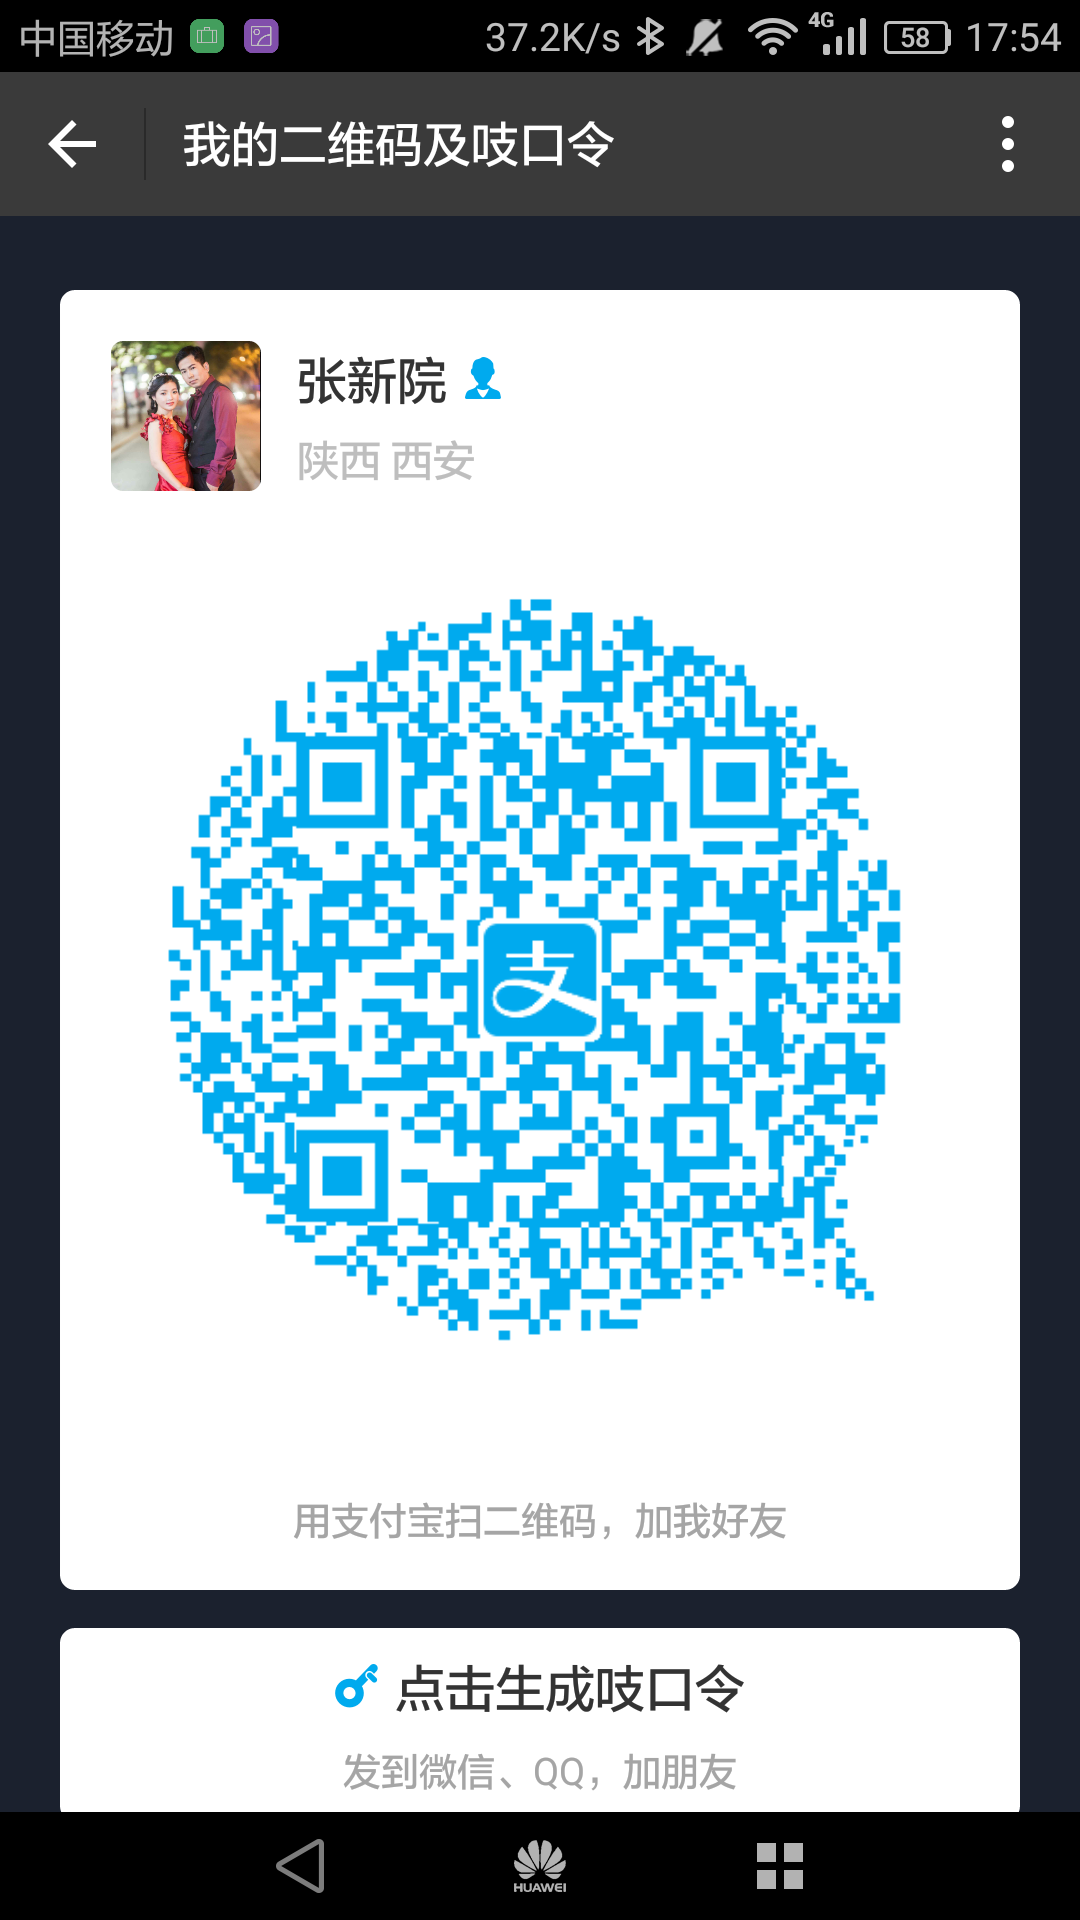 中国移动 37.2K/s 4G 58 17:54
我的二维码及吱口令
张新院
陕西 西安
支
用支付宝扫二维码，加我好友
点击生成吱口令
发到微信、QQ，加朋友
HUAWEI